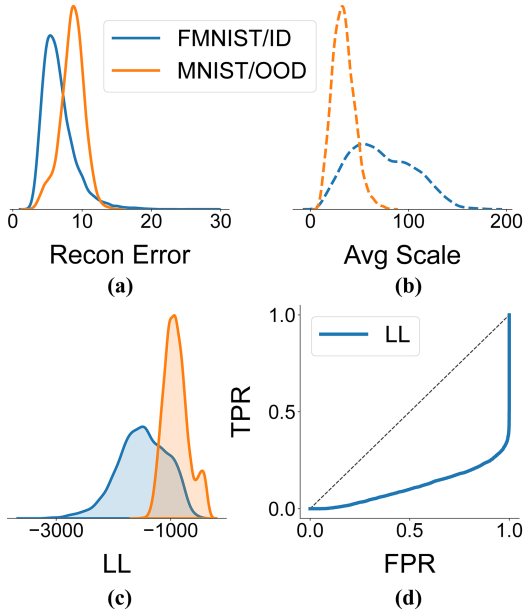 FMNIST/ID
MNIST/OOD
0 10 20 30
0 100 200
Recon Error
Avg Scale
(a)
(b)
LL
1.0
0.5
0.0
TPR
−3000 −1000
0.0 0.5 1.0
LL
FPR
(c)
(d)